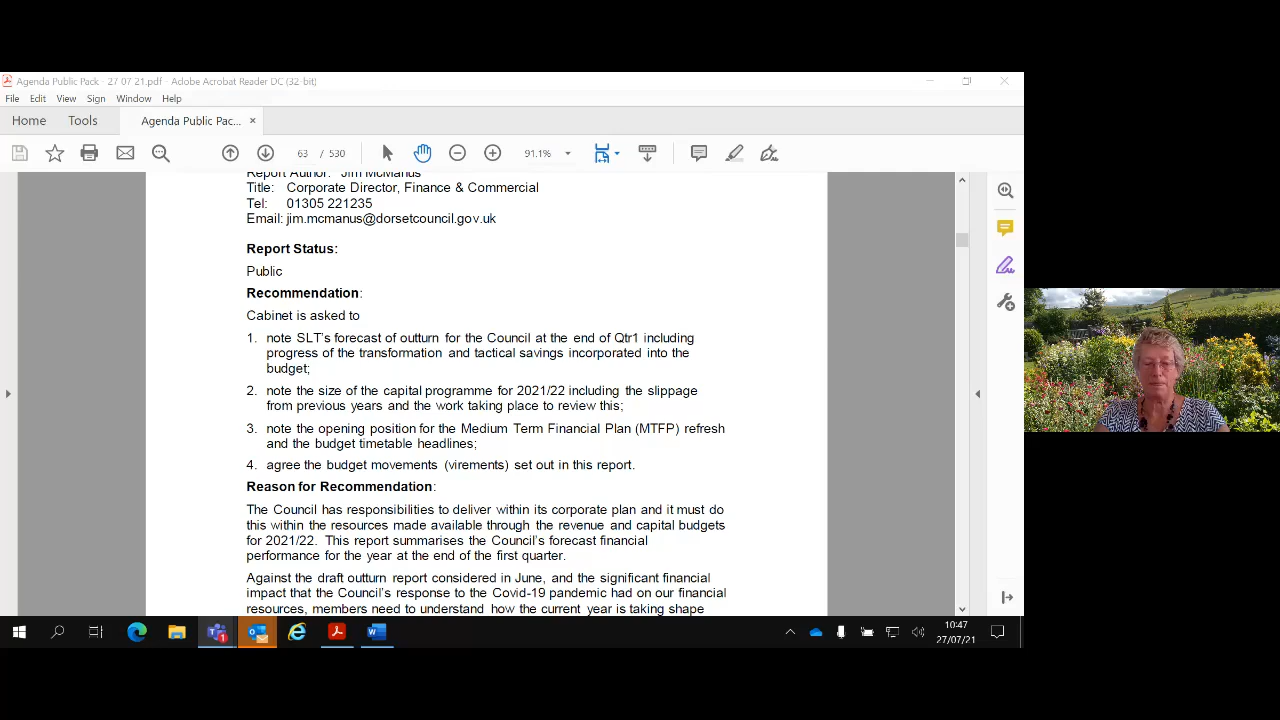 Agenda Public Pack - 27 07 21.pdf - Adobe Acrobat Reader DC (32-bit)
File Edit View Sign Window Help
Home Tools Agenda Public Pac... ×
63 / 530 91.1%
Report Author: Jim McManus
Title: Corporate Director, Finance & Commercial
Tel: 01305 221235
Email: jim.mcmanus@dorsetcouncil.gov.uk
Report Status:
Public
Recommendation:
Cabinet is asked to
1. note SLT's forecast of outturn for the Council at the end of Qtr1 including
progress of the transformation and tactical savings incorporated into the
budget;
2. note the size of the capital programme for 2021/22 including the slippage
from previous years and the work taking place to review this;
3. note the opening position for the Medium Term Financial Plan (MTFP) refresh
and the budget timetable headlines;
4. agree the budget movements (virements) set out in this report.
Reason for Recommendation:
The Council has responsibilities to deliver within its corporate plan and it must do
this within the resources made available through the revenue and capital budgets
for 2021/22. This report summarises the Council's forecast financial
performance for the year at the end of the first quarter.
Against the draft outturn report considered in June, and the significant financial
impact that the Council's response to the Covid-19 pandemic had on our financial
resources, members need to understand how the current year is taking shape
10:47
27/07/21